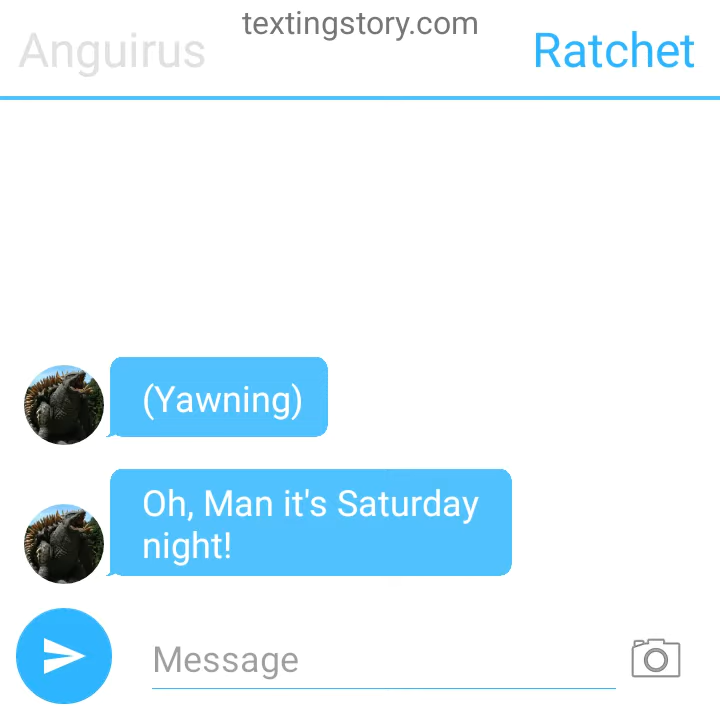 textingstory.com
Anguirus
Ratchet
(Yawning)
Oh, Man it's Saturday
night!
Message